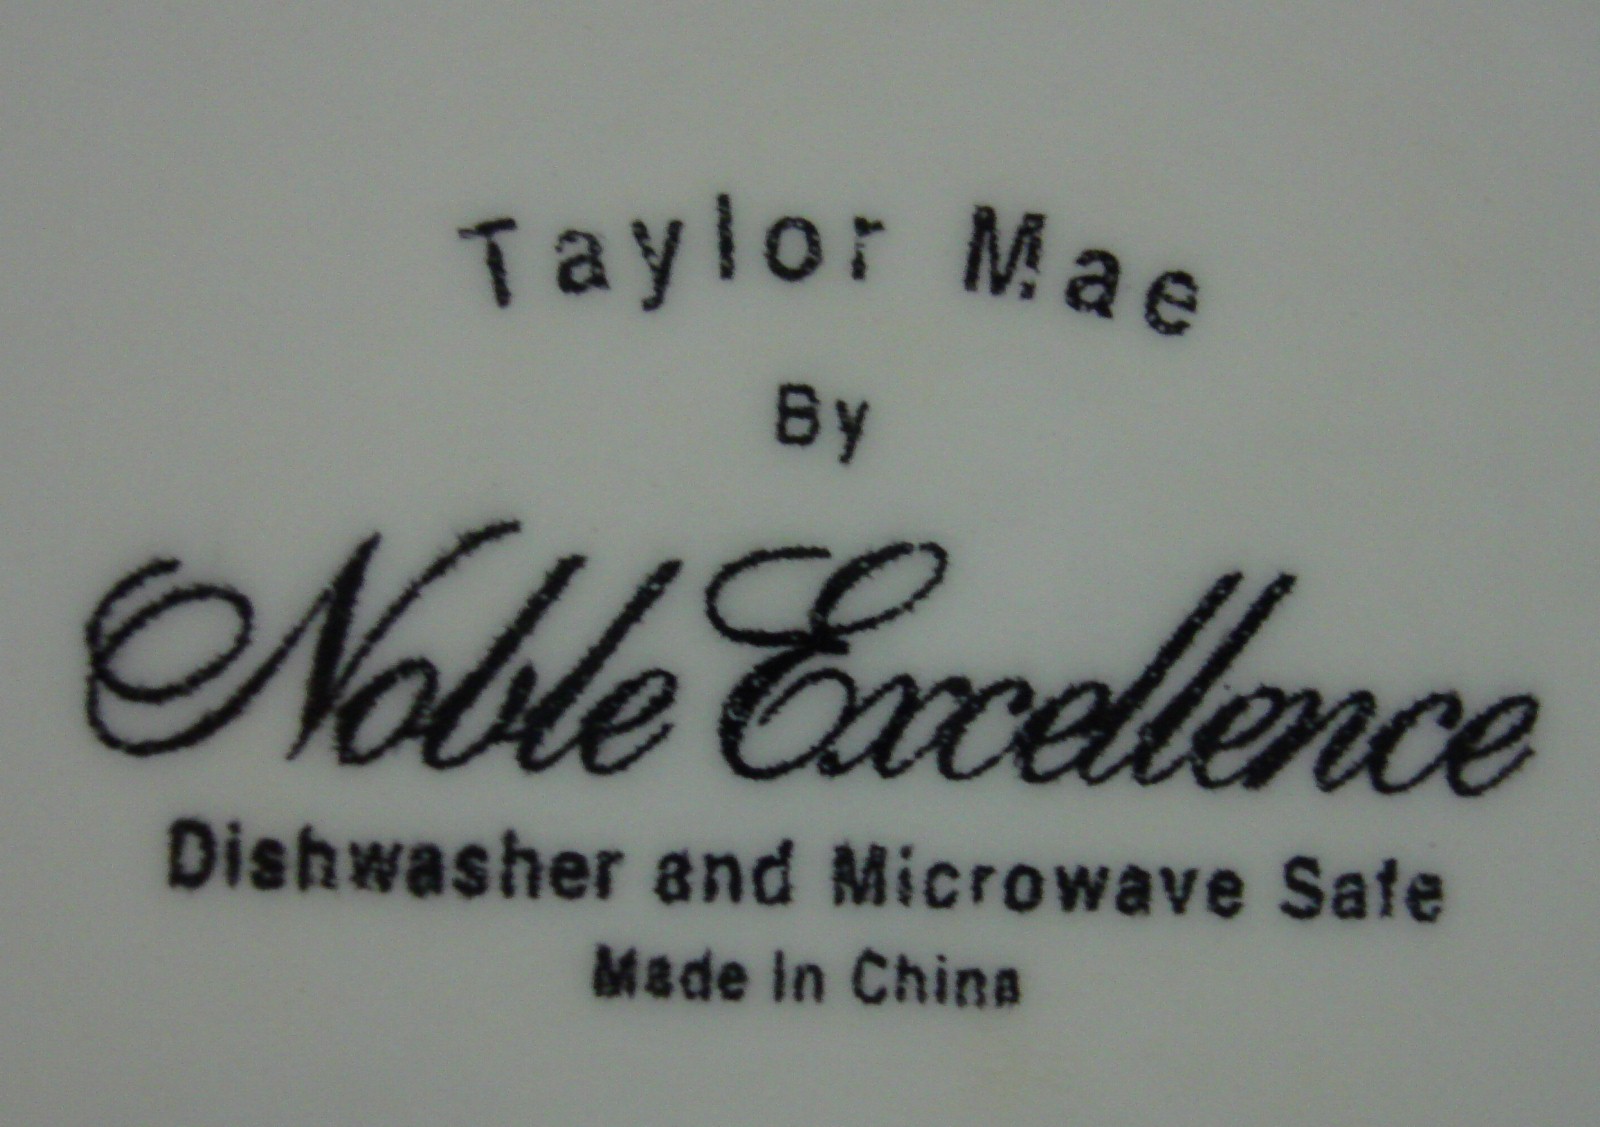 Taylor Mae
By
Noble Excellence
Dishwasher and Microwave Safe
Made In China